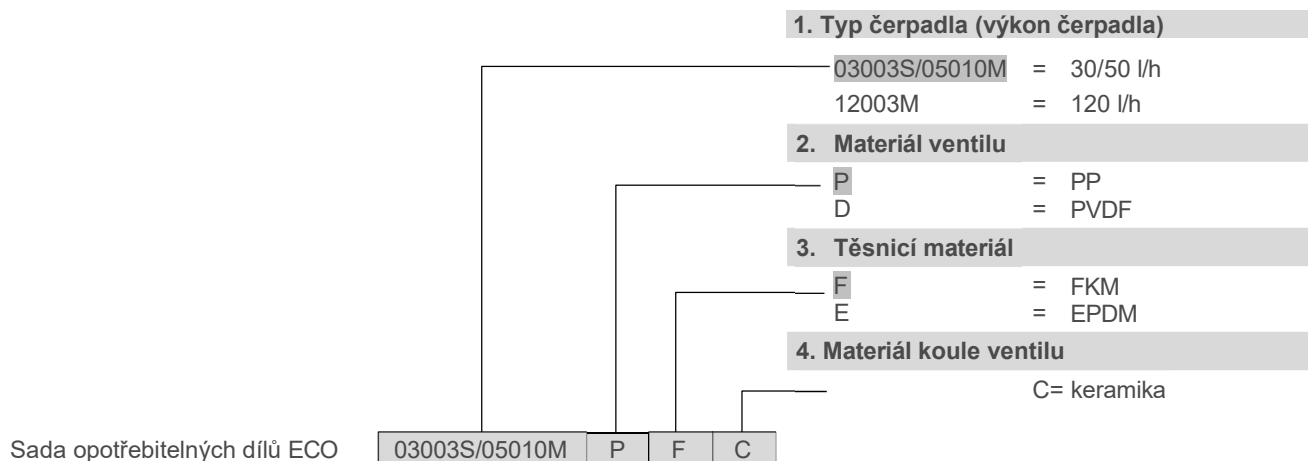 1. Typ čerpadla (výkon čerpadla)
03003S/05010M = 30/50 l/h
12003M = 120 l/h
2. Materiál ventilu
P = PP
D = PVDF
3. Těsnicí materiál
F = FKM
E = EPDM
4. Materiál koule ventilu
C= keramika
Sada opotřebitelných dílů ECO 03003S/05010M P F C